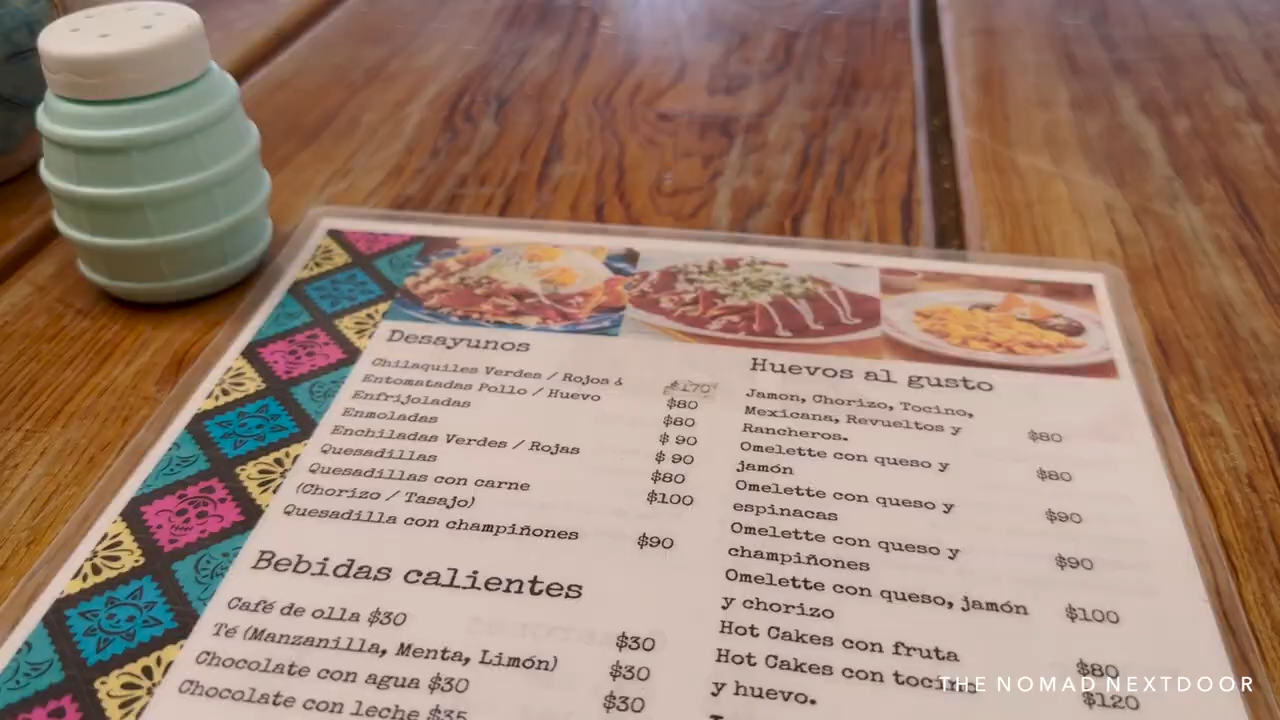 Desayunos
Chilaquiles Verdes / Rojos &
Entomatadas Pollo / Huevo
Enfrijoladas
Enmoladas
Enchiladas Verdes / Rojas
Quesadillas
Quesadillas con carne
(Chorizo / Tasajo)
Quesadilla con champiñones
$170
$80
$80
$90
$90
$80
$100
$90
Bebidas calientes
Café de olla $30
Té (Manzanilla, Menta, Limón) $30
Chocolate con agua $30 $30
Chocolate con leche $35 $30
Huevos al gusto
Jamon, Chorizo, Tocino,
Mexicana, Revueltos y
Rancheros. $80
Omelette con queso y
jamón $80
Omelette con queso y
espinacas $90
Omelette con queso y
champiñones $90
Omelette con queso, jamón
y chorizo $100
Hot Cakes con fruta $80
Hot Cakes con tocino
y huevo. $120
THE NOMAD NEXTDOOR